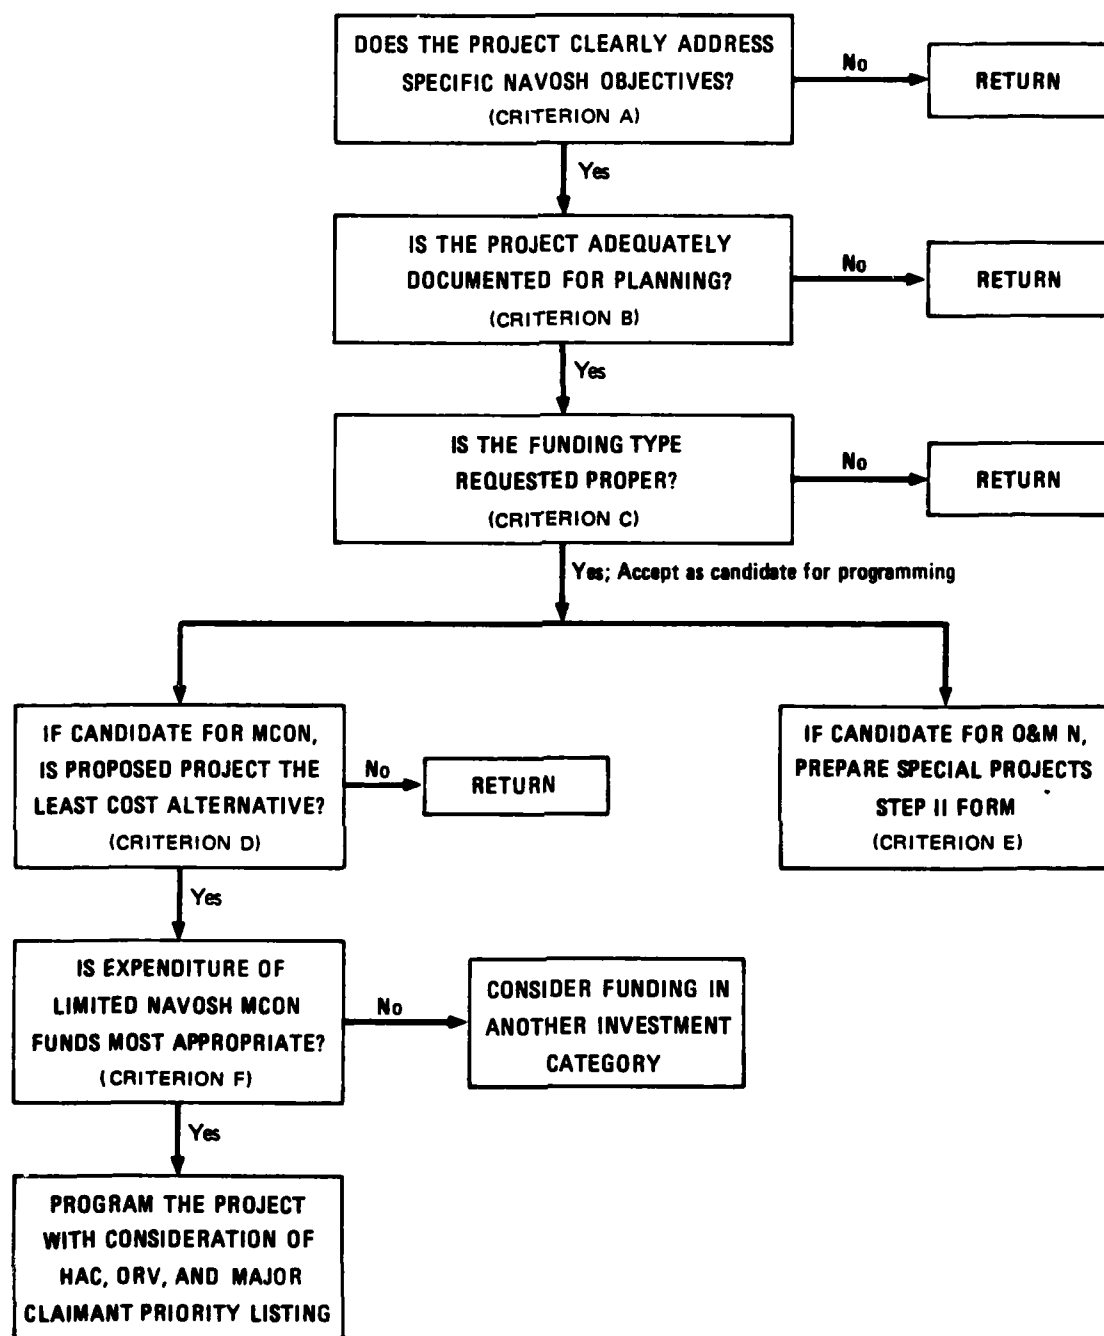 DOES THE PROJECT CLEARLY ADDRESS
SPECIFIC NAVOSH OBJECTIVES?
(CRITERION A)
No
RETURN
Yes
IS THE PROJECT ADEQUATELY
DOCUMENTED FOR PLANNING?
(CRITERION B)
No
RETURN
Yes
IS THE FUNDING TYPE
REQUESTED PROPER?
(CRITERION C)
No
RETURN
Yes; Accept as candidate for programming
IF CANDIDATE FOR MCON,
IS PROPOSED PROJECT THE
LEAST COST ALTERNATIVE?
(CRITERION D)
No
RETURN
IF CANDIDATE FOR O&M N,
PREPARE SPECIAL PROJECTS
STEP II FORM
(CRITERION E)
Yes
IS EXPENDITURE OF
LIMITED NAVOSH MCON
FUNDS MOST APPROPRIATE?
(CRITERION F)
No
CONSIDER FUNDING IN
ANOTHER INVESTMENT
CATEGORY
Yes
PROGRAM THE PROJECT
WITH CONSIDERATION OF
HAC, ORV, AND MAJOR
CLAIMANT PRIORITY LISTING